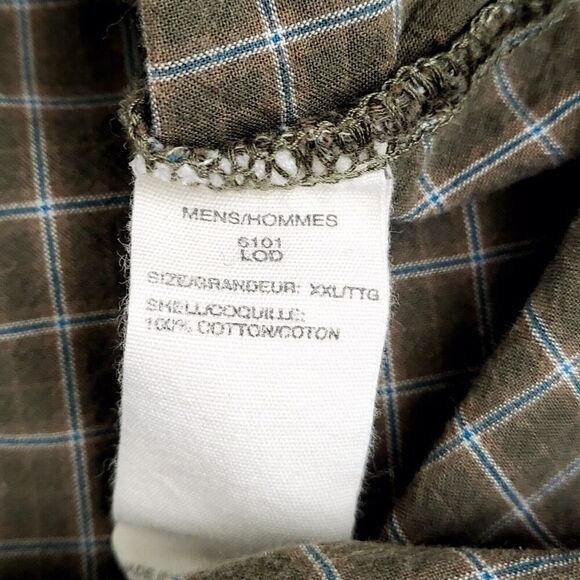 MENS/HOMMES
6101
LOD
SIZE/GRANDEUR: XXL/TTG
SHELL/COQUILLE:
100% COTTON/COTON